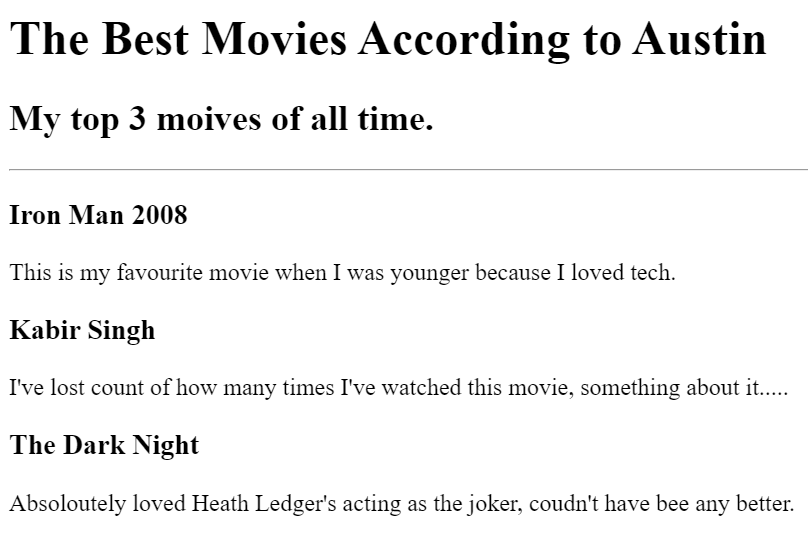 The Best Movies According to Austin
My top 3 moives of all time.
Iron Man 2008
This is my favourite movie when I was younger because I loved tech.
Kabir Singh
I've lost count of how many times I've watched this movie, something about it.....
The Dark Night
Absoloutely loved Heath Ledger's acting as the joker, coudn't have bee any better.